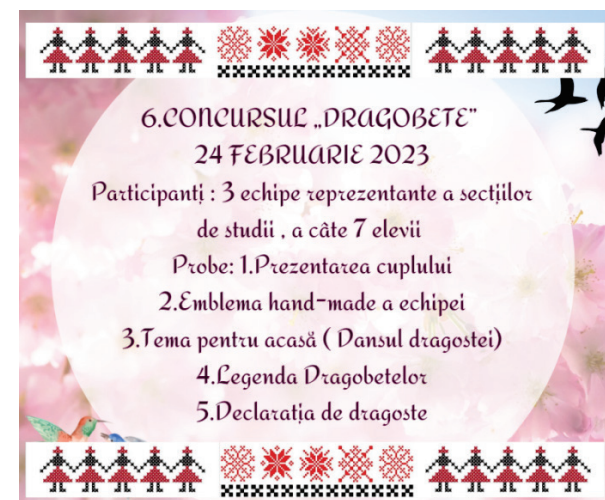 6.CONCURSUL „DRAGOBETE"
24 FEBRUARIE 2023
Participanți : 3 echipe reprezentante a secțiilor
de studii , a câte 7 elevii
Probe: 1.Prezentarea cuplului
2.Emblema hand-made a echipei
3.Tema pentru acasă ( Dansul dragostei)
4.Legenda Dragobetelor
5.Declarația de dragoste